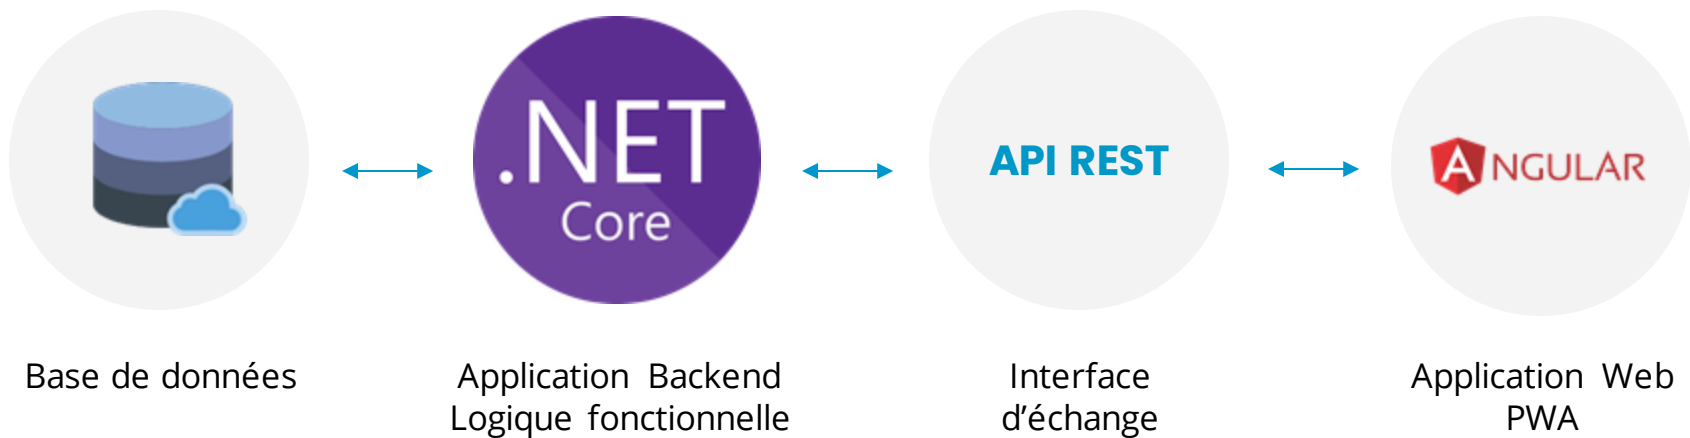 .NET
Core
API REST
ANGULAR
Base de données
Application Backend
Logique fonctionnelle
Interface
d’échange
Application Web
PWA